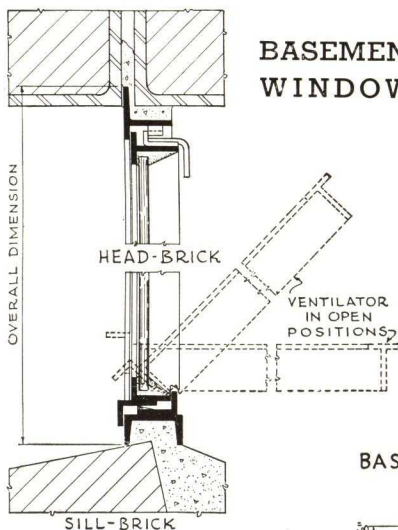 BASEMEN
WINDOW
OVERALL DIMENSION
HEAD-BRICK
VENTILATOR
IN OPEN
POSITIONS
BAS
SILL-BRICK